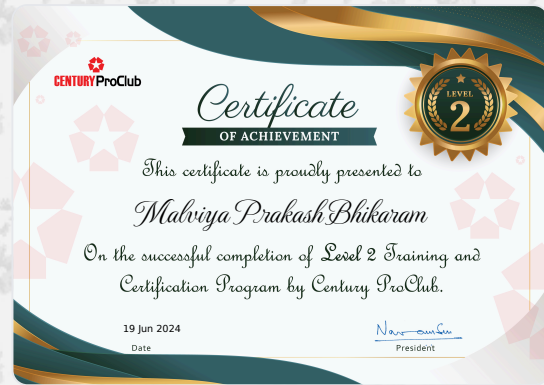 CENTURY ProClub
LEVEL
2
Certificate
OF ACHIEVEMENT
This certificate is proudly presented to
Malviya Prakash Bhikaram
On the successful completion of Level 2 Training and
Certification Program by Century ProClub.
19 Jun 2024
Date
President